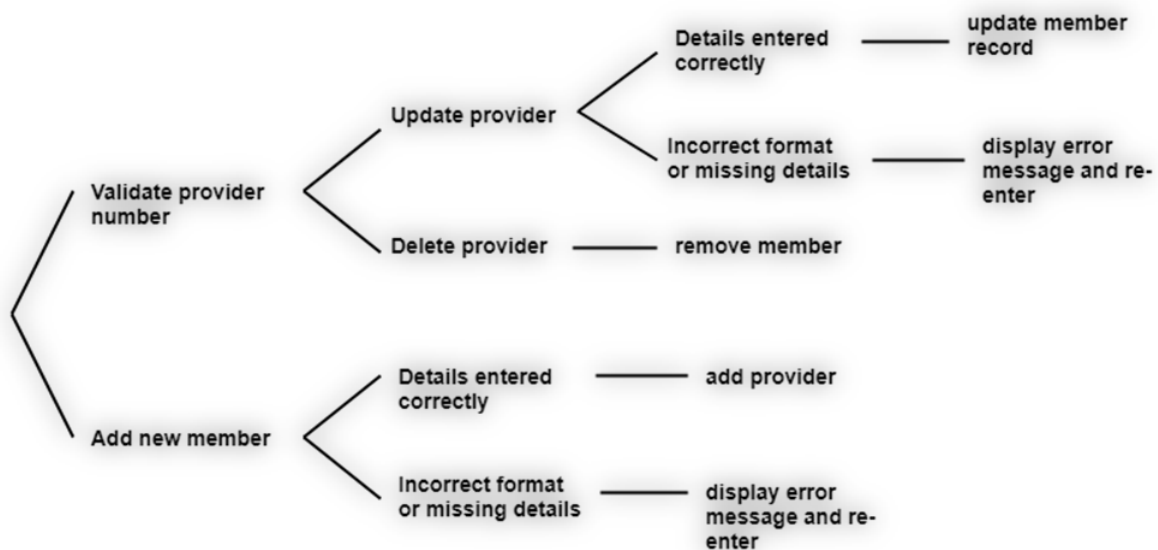 Details entered
correctly
update member
record
Update provider
Incorrect format
or missing details
display error
message and re-
enter
Validate provider
number
Delete provider
remove member
Details entered
correctly
add provider
Add new member
Incorrect format
or missing details
display error
message and re-
enter